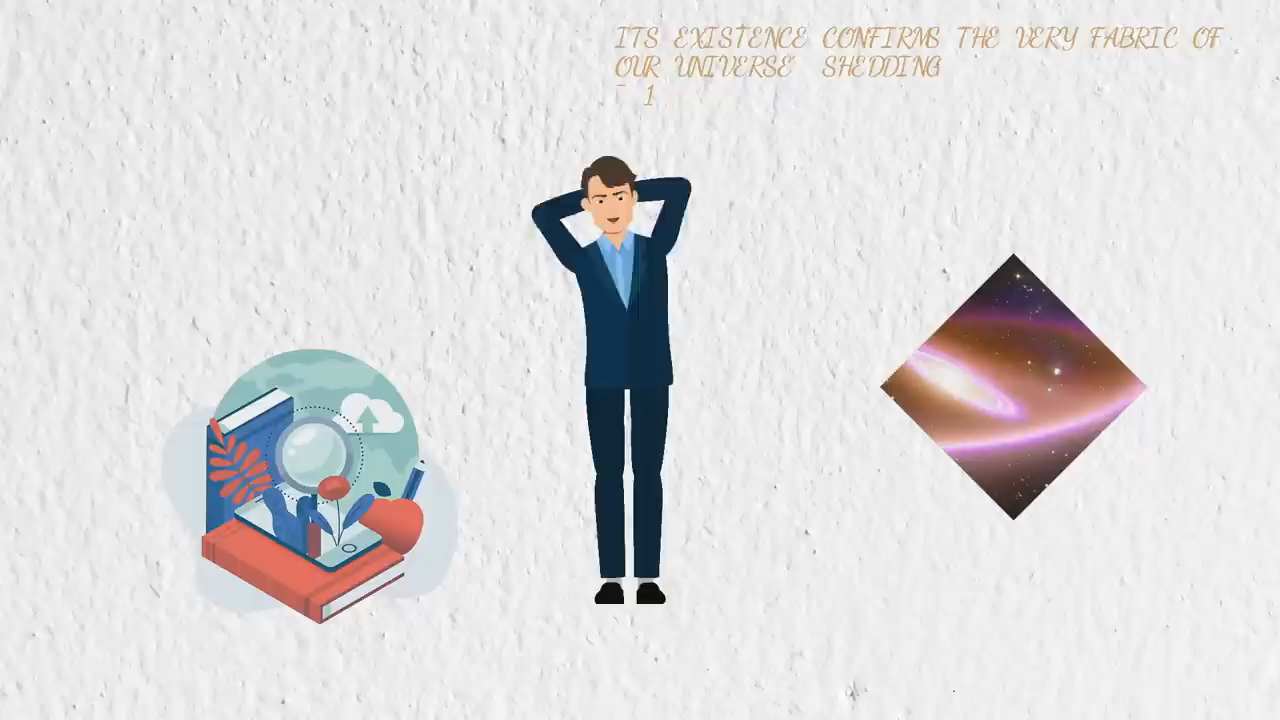 ITS EXISTENCE CONFIRMS THE VERY FABRIC OF
OUR UNIVERSE SHEDDING